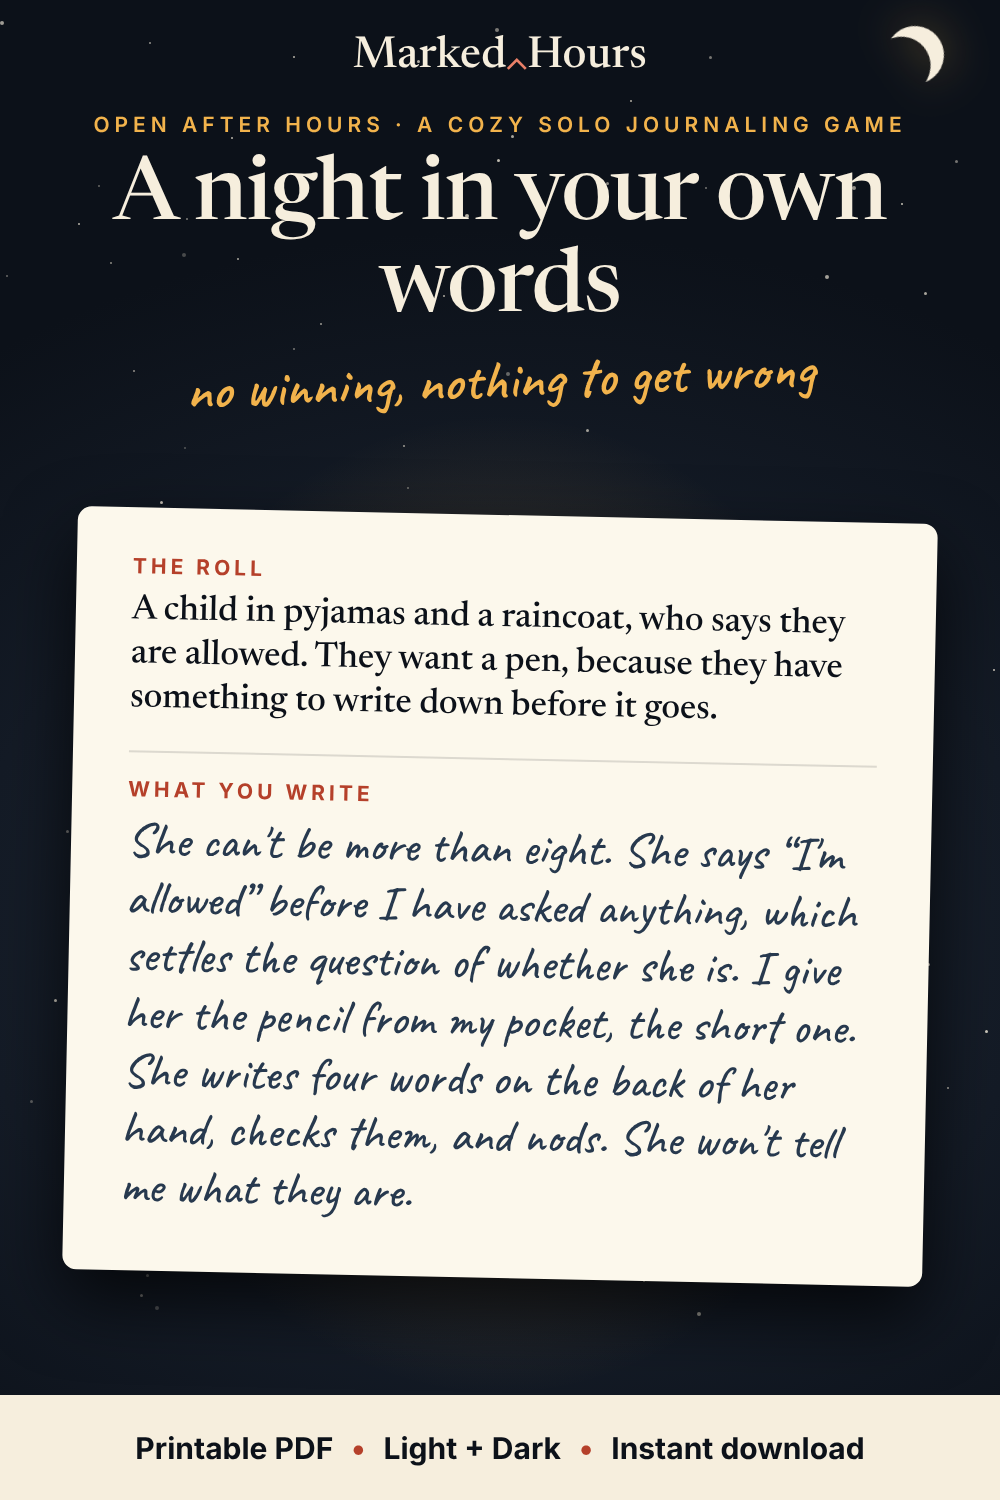 Marked‸Hours
OPEN AFTER HOURS · A COZY SOLO JOURNALING GAME
A night in your own
words
no winning, nothing to get wrong
THE ROLL
A child in pyjamas and a raincoat, who says they
are allowed. They want a pen, because they have
something to write down before it goes.
WHAT YOU WRITE
She can't be more than eight. She says “I'm
allowed” before I have asked anything, which
settles the question of whether she is. I give
her the pencil from my pocket, the short one.
She writes four words on the back of her
hand, checks them, and nods. She won't tell
me what they are.
Printable PDF • Light + Dark • Instant download